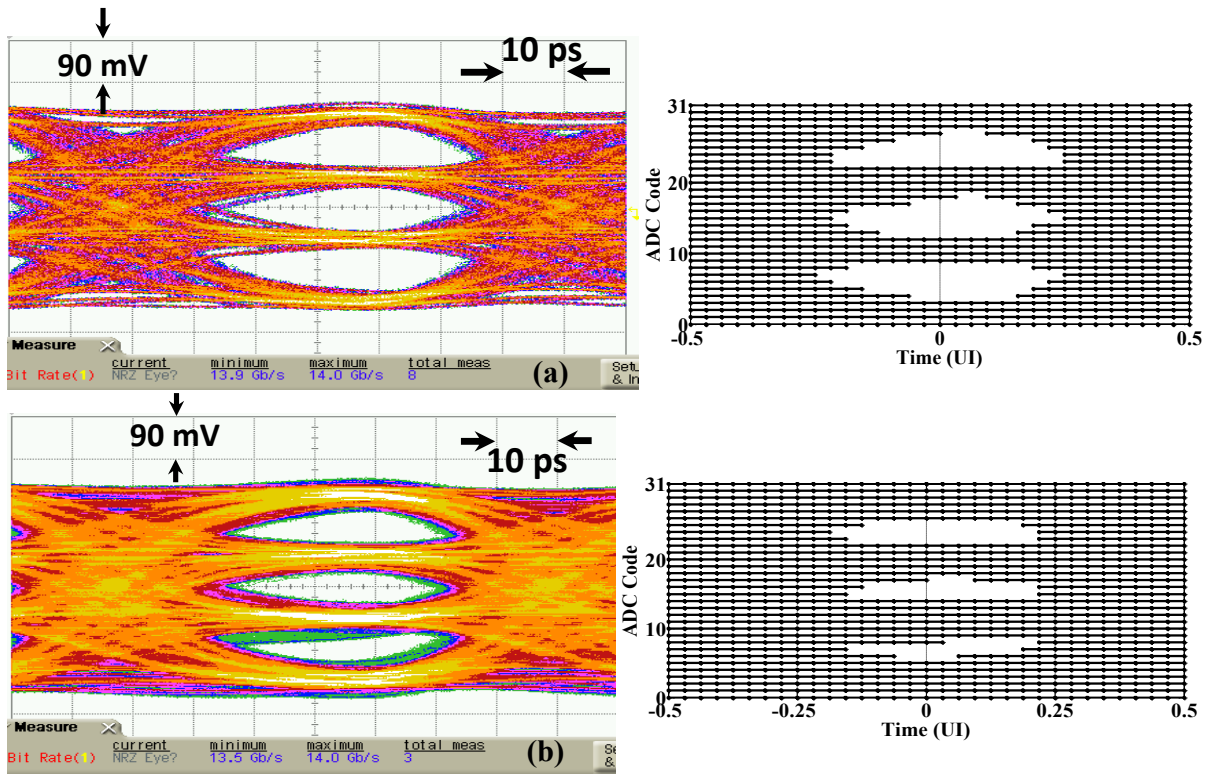 90 mV
10 ps
Measure
current minimum maximum total meas
Bit Rate(1) NRZ Eye? 13.9 Gb/s 14.0 Gb/s 8
(a)
Setu
& In
31
20
10
0
ADC Code
-0.5 0 0.5
Time (UI)
90 mV
10 ps
Measure
current minimum maximum total meas
Bit Rate(1) NRZ Eye? 13.5 Gb/s 14.0 Gb/s 3
(b)
Se
&
31
20
10
0
ADC Code
-0.5 -0.25 0 0.25 0.5
Time (UI)